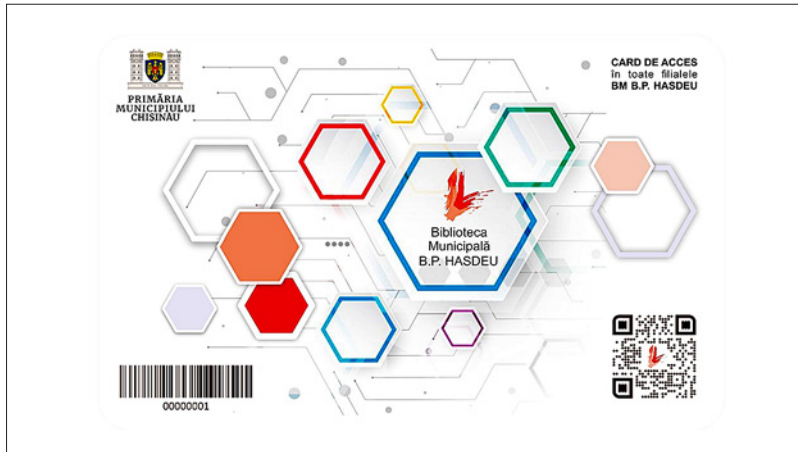 PRIMĂRIA
MUNICIPIULUI
CHIȘINĂU
CARD DE ACCES
în toate filialele
BM B.P. HASDEU
Biblioteca
Municipală
B.P. HASDEU
00000001